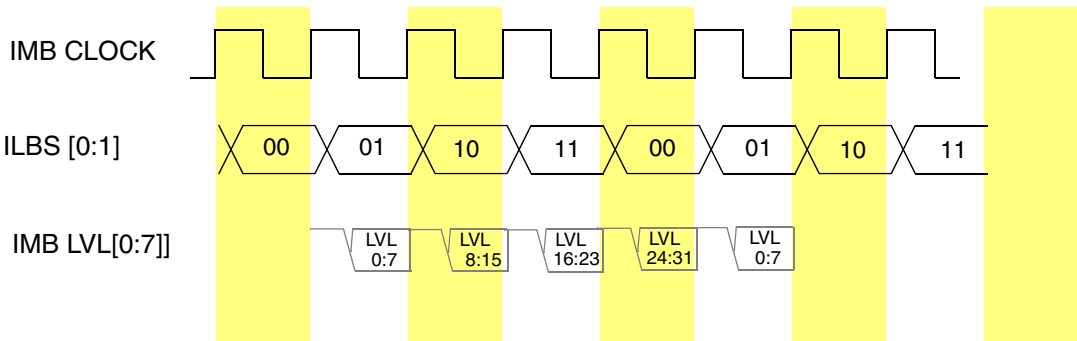 IMB CLOCK
ILBS [0:1] 00 01 10 11 00 01 10 11
IMB LVL[0:7]] LVL 0:7 LVL 8:15 LVL 16:23 LVL 24:31 LVL 0:7